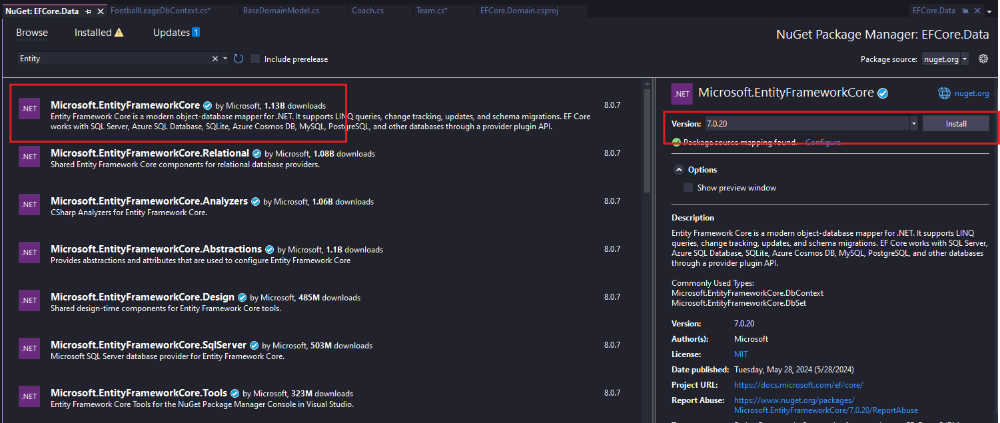 NuGet: EFCore.Data
FootballLeageDbContext.cs*
BaseDomainModel.cs
Coach.cs
Team.cs*
EFCore.Domain.csproj
EFCore.Data
Browse
Installed
Updates 1
NuGet Package Manager: EFCore.Data
Entity
Include prerelease
Package source: nuget.org
.NET
Microsoft.EntityFrameworkCore by Microsoft, 1.13B downloads
8.0.7
Entity Framework Core is a modern object-database mapper for .NET. It supports LINQ queries, change tracking, updates, and schema migrations. EF Core
works with SQL Server, Azure SQL Database, SQLite, Azure Cosmos DB, MySQL, PostgreSQL, and other databases through a provider plugin API.
.NET
Microsoft.EntityFrameworkCore.Relational by Microsoft, 1.08B downloads
8.0.7
Shared Entity Framework Core components for relational database providers.
.NET
Microsoft.EntityFrameworkCore.Analyzers by Microsoft, 1.06B downloads
8.0.7
CSharp Analyzers for Entity Framework Core.
.NET
Microsoft.EntityFrameworkCore.Abstractions by Microsoft, 1.1B downloads
8.0.7
Provides abstractions and attributes that are used to configure Entity Framework Core
.NET
Microsoft.EntityFrameworkCore.Design by Microsoft, 485M downloads
8.0.7
Shared design-time components for Entity Framework Core tools.
.NET
Microsoft.EntityFrameworkCore.SqlServer by Microsoft, 503M downloads
8.0.7
Microsoft SQL Server database provider for Entity Framework Core.
.NET
Microsoft.EntityFrameworkCore.Tools by Microsoft, 323M downloads
8.0.7
Entity Framework Core Tools for the NuGet Package Manager Console in Visual Studio.
.NET
Microsoft.EntityFrameworkCore
nuget.org
Version: 7.0.20
Install
Package source mapping found. Configure
Options
Show preview window
Description
Entity Framework Core is a modern object-database mapper for .NET. It supports LINQ
queries, change tracking, updates, and schema migrations. EF Core works with SQL Server,
Azure SQL Database, SQLite, Azure Cosmos DB, MySQL, PostgreSQL, and other databases
through a provider plugin API.
Commonly Used Types:
Microsoft.EntityFrameworkCore.DbContext
Microsoft.EntityFrameworkCore.DbSet
Version: 7.0.20
Author(s): Microsoft
License: MIT
Date published: Tuesday, May 28, 2024 (5/28/2024)
Project URL: https://docs.microsoft.com/ef/core/
Report Abuse: https://www.nuget.org/packages/
Microsoft.EntityFrameworkCore/7.0.20/ReportAbuse